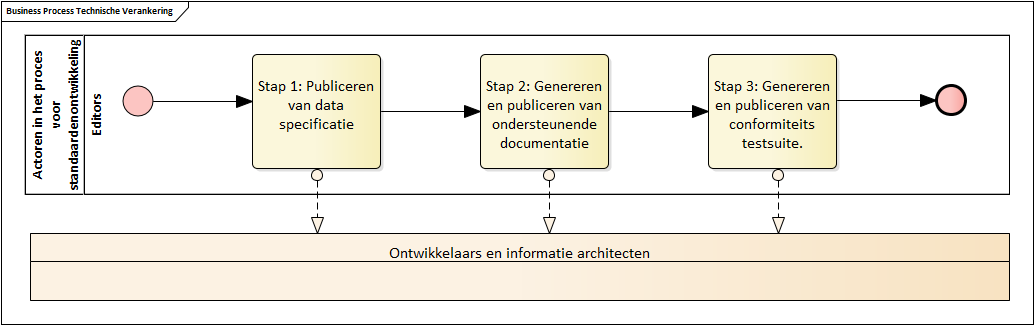 Business Process Technische Verankering
Actoren in het proces
voor
standaardenontwikkeling
Editors
Stap 1: Publiceren
van data
specificatie
Stap 2: Genereren
en publiceren van
ondersteunende
documentatie
Stap 3: Genereren
en publiceren van
conformiteits
testsuite.
Ontwikkelaars en informatie architecten